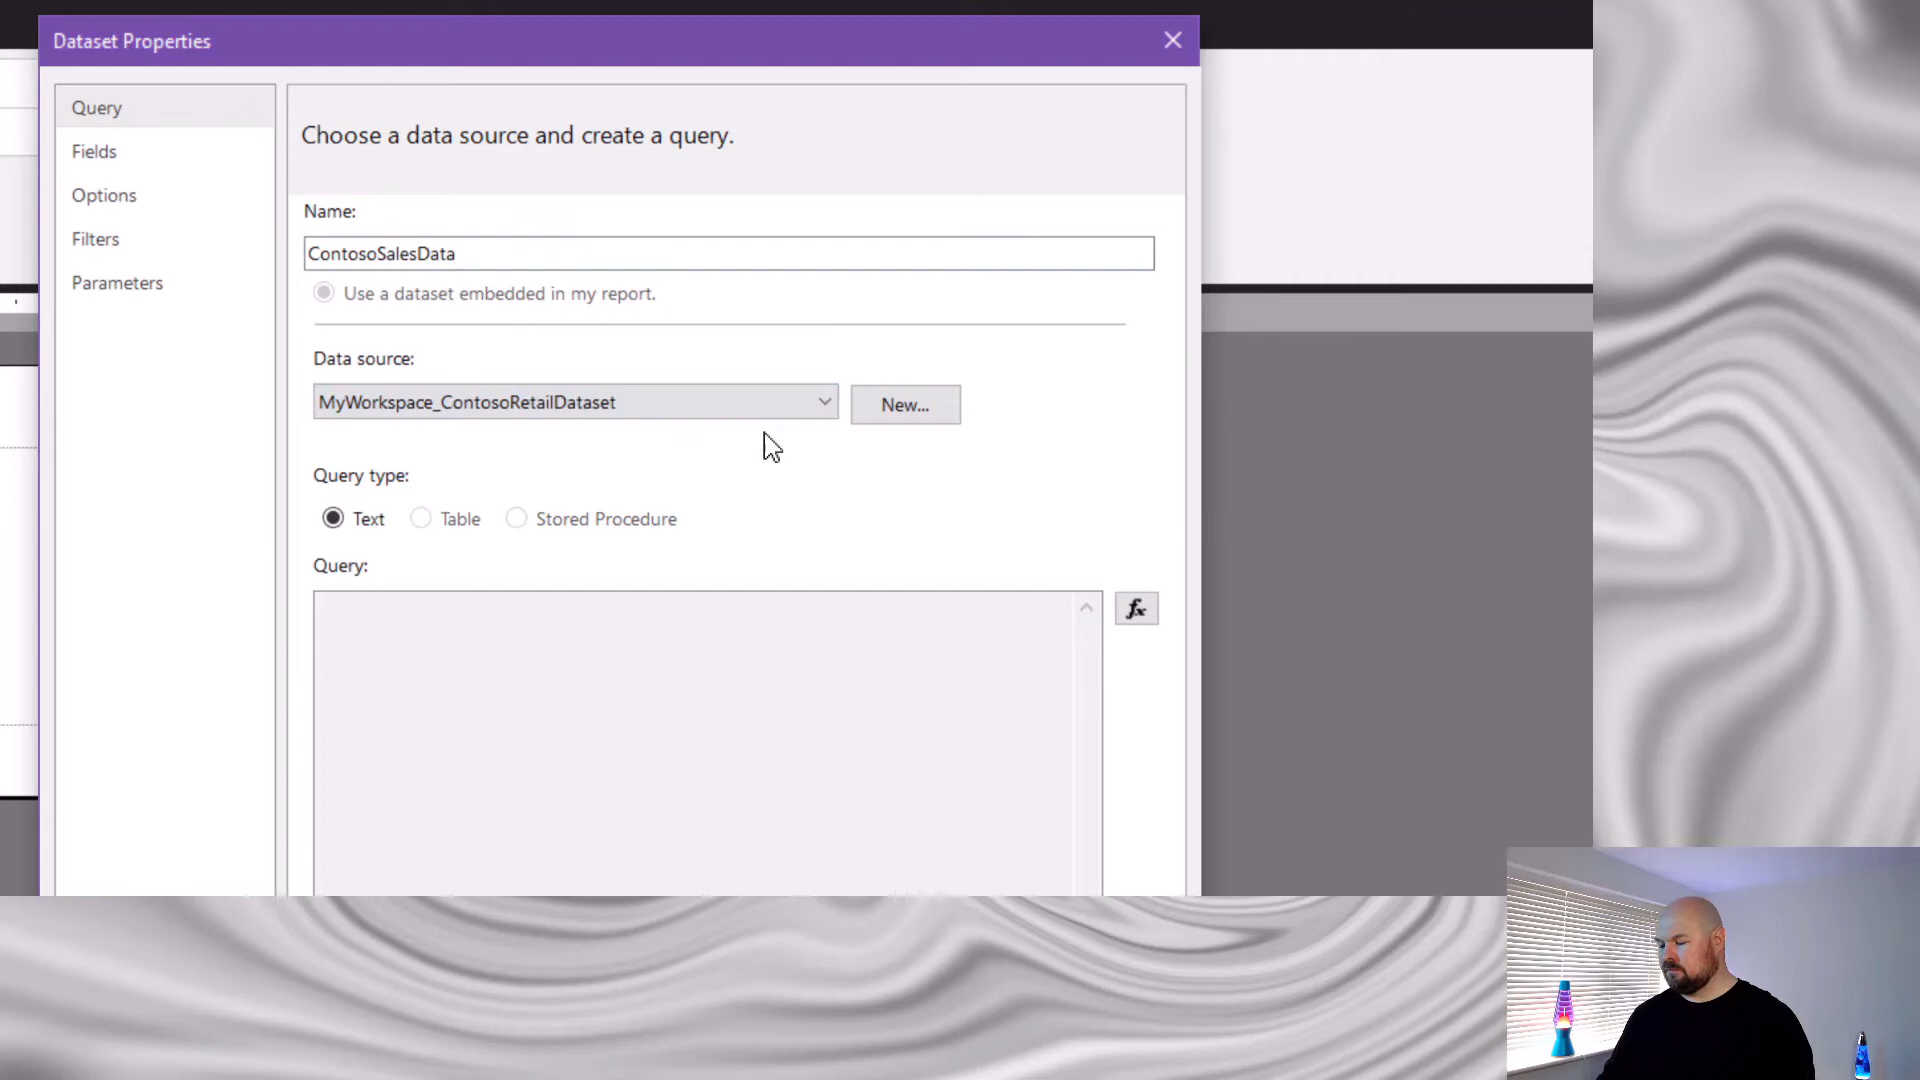 Dataset Properties
Query
Fields
Options
Filters
Parameters
Choose a data source and create a query.
Name:
ContosoSalesData
Use a dataset embedded in my report.
Data source:
MyWorkspace_ContosoRetailDataset
New...
Query type:
Text
Table
Stored Procedure
Query:
fx